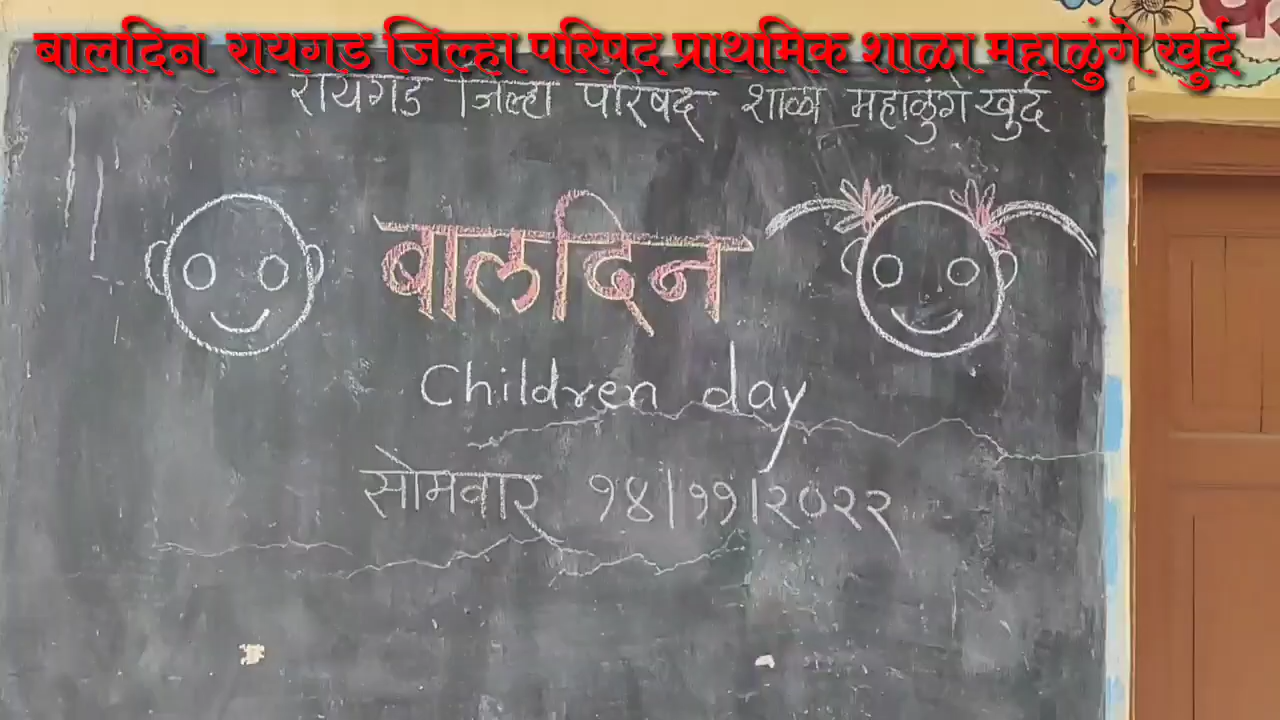 बालदिन रायगड जिल्हा परिषद प्राथमिक शाळा महाळुंगे खुर्द
रायगड जिल्हा परिषद शाळा महाळुंगे खुर्द
बालदिन
Children day
सोमवार १४|११|२०२२